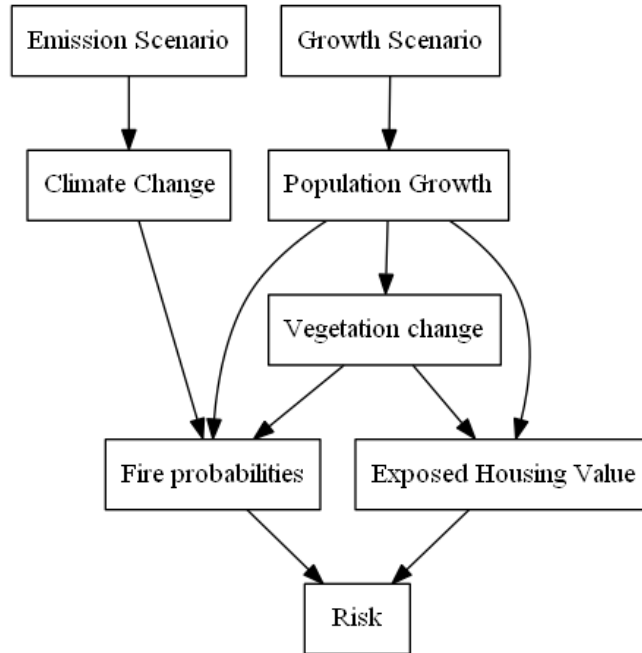 Emission Scenario
Growth Scenario
Climate Change
Population Growth
Vegetation change
Fire probabilities
Exposed Housing Value
Risk